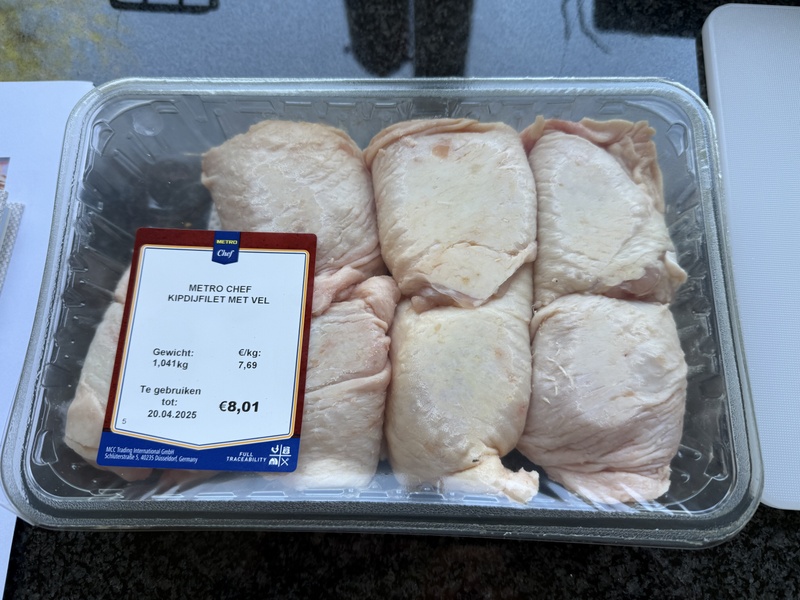 METRO
Chef
METRO CHEF
KIPDIJFILET MET VEL
Gewicht:
1,041kg
€/kg:
7,69
Te gebruiken
tot:
20.04.2025
€8,01
5
MCC Trading International GmbH
Schlüterstraße 5, 40235 Düsseldorf, Germany
FULL
TRACEABILITY